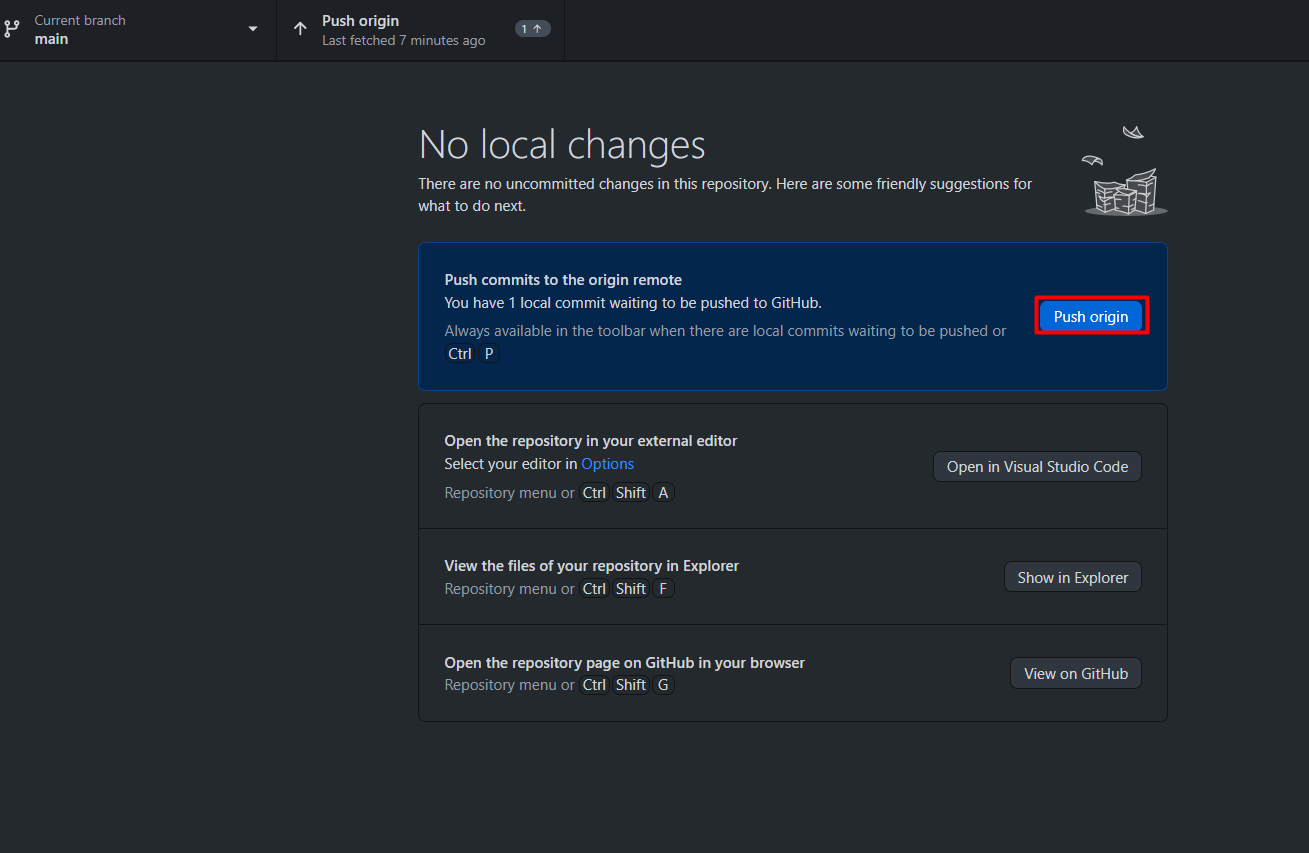 Current branch
main
Push origin
Last fetched 7 minutes ago
1
No local changes
There are no uncommitted changes in this repository. Here are some friendly suggestions for
what to do next.
Push commits to the origin remote
You have 1 local commit waiting to be pushed to GitHub.
Always available in the toolbar when there are local commits waiting to be pushed or
Ctrl P
Push origin
Open the repository in your external editor
Select your editor in Options
Repository menu or Ctrl Shift A
Open in Visual Studio Code
View the files of your repository in Explorer
Repository menu or Ctrl Shift F
Show in Explorer
Open the repository page on GitHub in your browser
Repository menu or Ctrl Shift G
View on GitHub